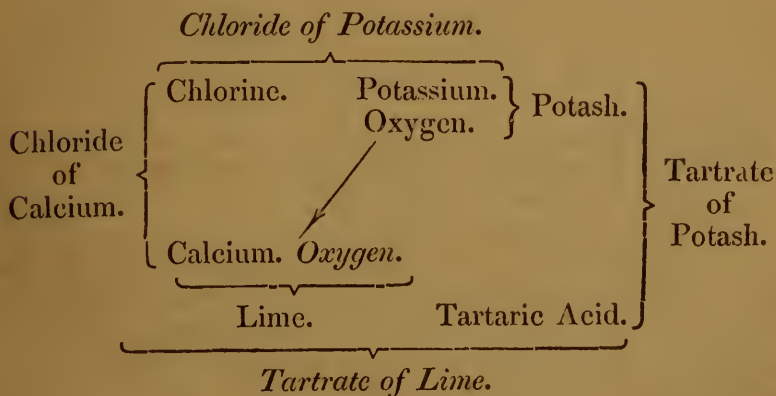 Chloride of Potassium.
Chlorine. Potassium.
Oxygen. Potash.
Chloride
of
Calcium.
Tartrate
of
Potash.
Calcium. Oxygen.
Lime. Tartaric Acid.
Tartrate of Lime.